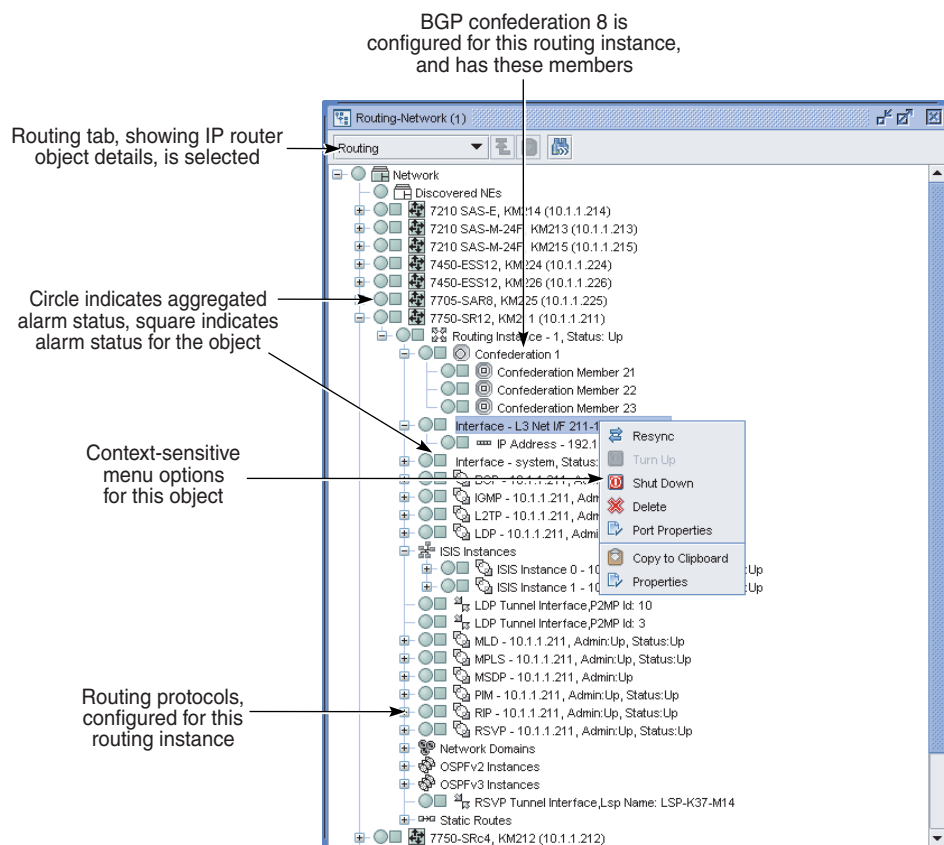 BGP confederation 8 is
configured for this routing instance,
and has these members
Routing tab, showing IP router
object details, is selected
Circle indicates aggregated
alarm status, square indicates
alarm status for the object
Context-sensitive
menu options
for this object
Routing protocols,
configured for this
routing instance
Routing-Network (1)
Routing
Network
Discovered NEs
7210 SAS-E, KM214 (10.1.1.214)
7210 SAS-M-24F, KM213 (10.1.1.213)
7210 SAS-M-24F, KM215 (10.1.1.215)
7450-ESS12, KM224 (10.1.1.224)
7450-ESS12, KM226 (10.1.1.226)
7705-SAR8, KM225 (10.1.1.225)
7750-SR12, KM2 1 (10.1.1.211)
Routing Instance - 1, Status: Up
Confederation 1
Confederation Member 21
Confederation Member 22
Confederation Member 23
Interface - L3 Net I/F 211-1
IP Address - 192.1
Interface - system, Status:
BGP - 10.1.1.211, Adm
IGMP - 10.1.1.211, Adm
L2TP - 10.1.1.211, Adm
LDP - 10.1.1.211, Admi
ISIS Instances
ISIS Instance 0 - 10 :Up
ISIS Instance 1 - 10 :Up
LDP Tunnel Interface,P2MP Id: 10
LDP Tunnel Interface,P2MP Id: 3
MLD - 10.1.1.211, Admin:Up, Status:Up
MPLS - 10.1.1.211, Admin:Up, Status:Up
MSDP - 10.1.1.211, Admin:Up, Status:Up
PIM - 10.1.1.211, Admin:Up, Status:Up
RIP - 10.1.1.211, Admin:Up, Status:Up
RSVP - 10.1.1.211, Admin:Up, Status:Up
Network Domains
OSPFv2 Instances
OSPFv3 Instances
RSVP Tunnel Interface,Lsp Name: LSP-K37-M14
Static Routes
7750-SRc4, KM212 (10.1.1.212)
Resync
Turn Up
Shut Down
Delete
Port Properties
Copy to Clipboard
Properties